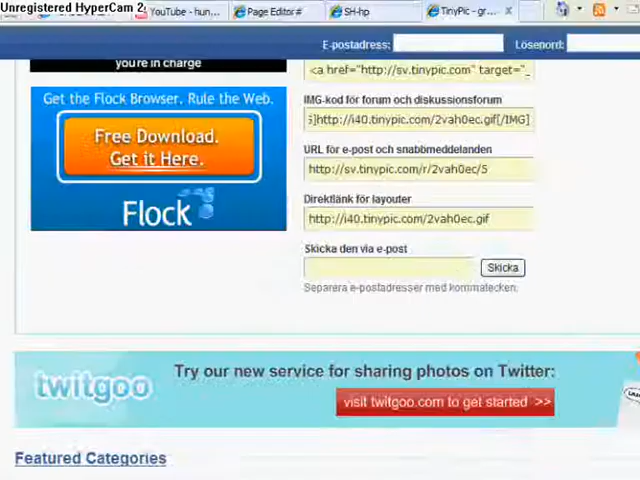 Unregistered HyperCam 2
YouTube - hun...
Page Editor #
SH-hp
TinyPic - gr...
E-postadress:
Lösenord:
you're in charge
<a href="http://sv.tinypic.com" target="_
Get the Flock Browser. Rule the Web.
IMG-kod för forum och diskussionsforum
]http://i40.tinypic.com/2vah0ec.gif[/IMG]
Free Download.
Get it Here.
URL för e-post och snabbmeddelanden
http://sv.tinypic.com/r/2vah0ec/5
Flock
Direktlänk för layouter
http://i40.tinypic.com/2vah0ec.gif
Skicka den via e-post
Skicka
Separera e-postadresser med kommatecken.
twitgoo
Try our new service for sharing photos on Twitter:
visit twitgoo.com to get started >>
Featured Categories